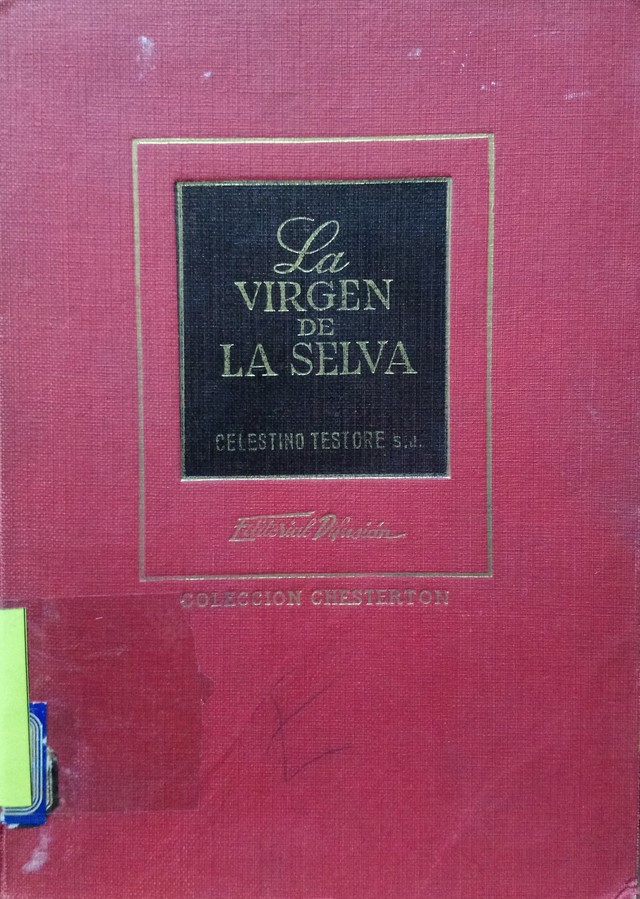 La
VIRGEN
DE
LA SELVA
CELESTINO TESTORE S.J.
Editorial Difusión
COLECCION CHESTERTON
E